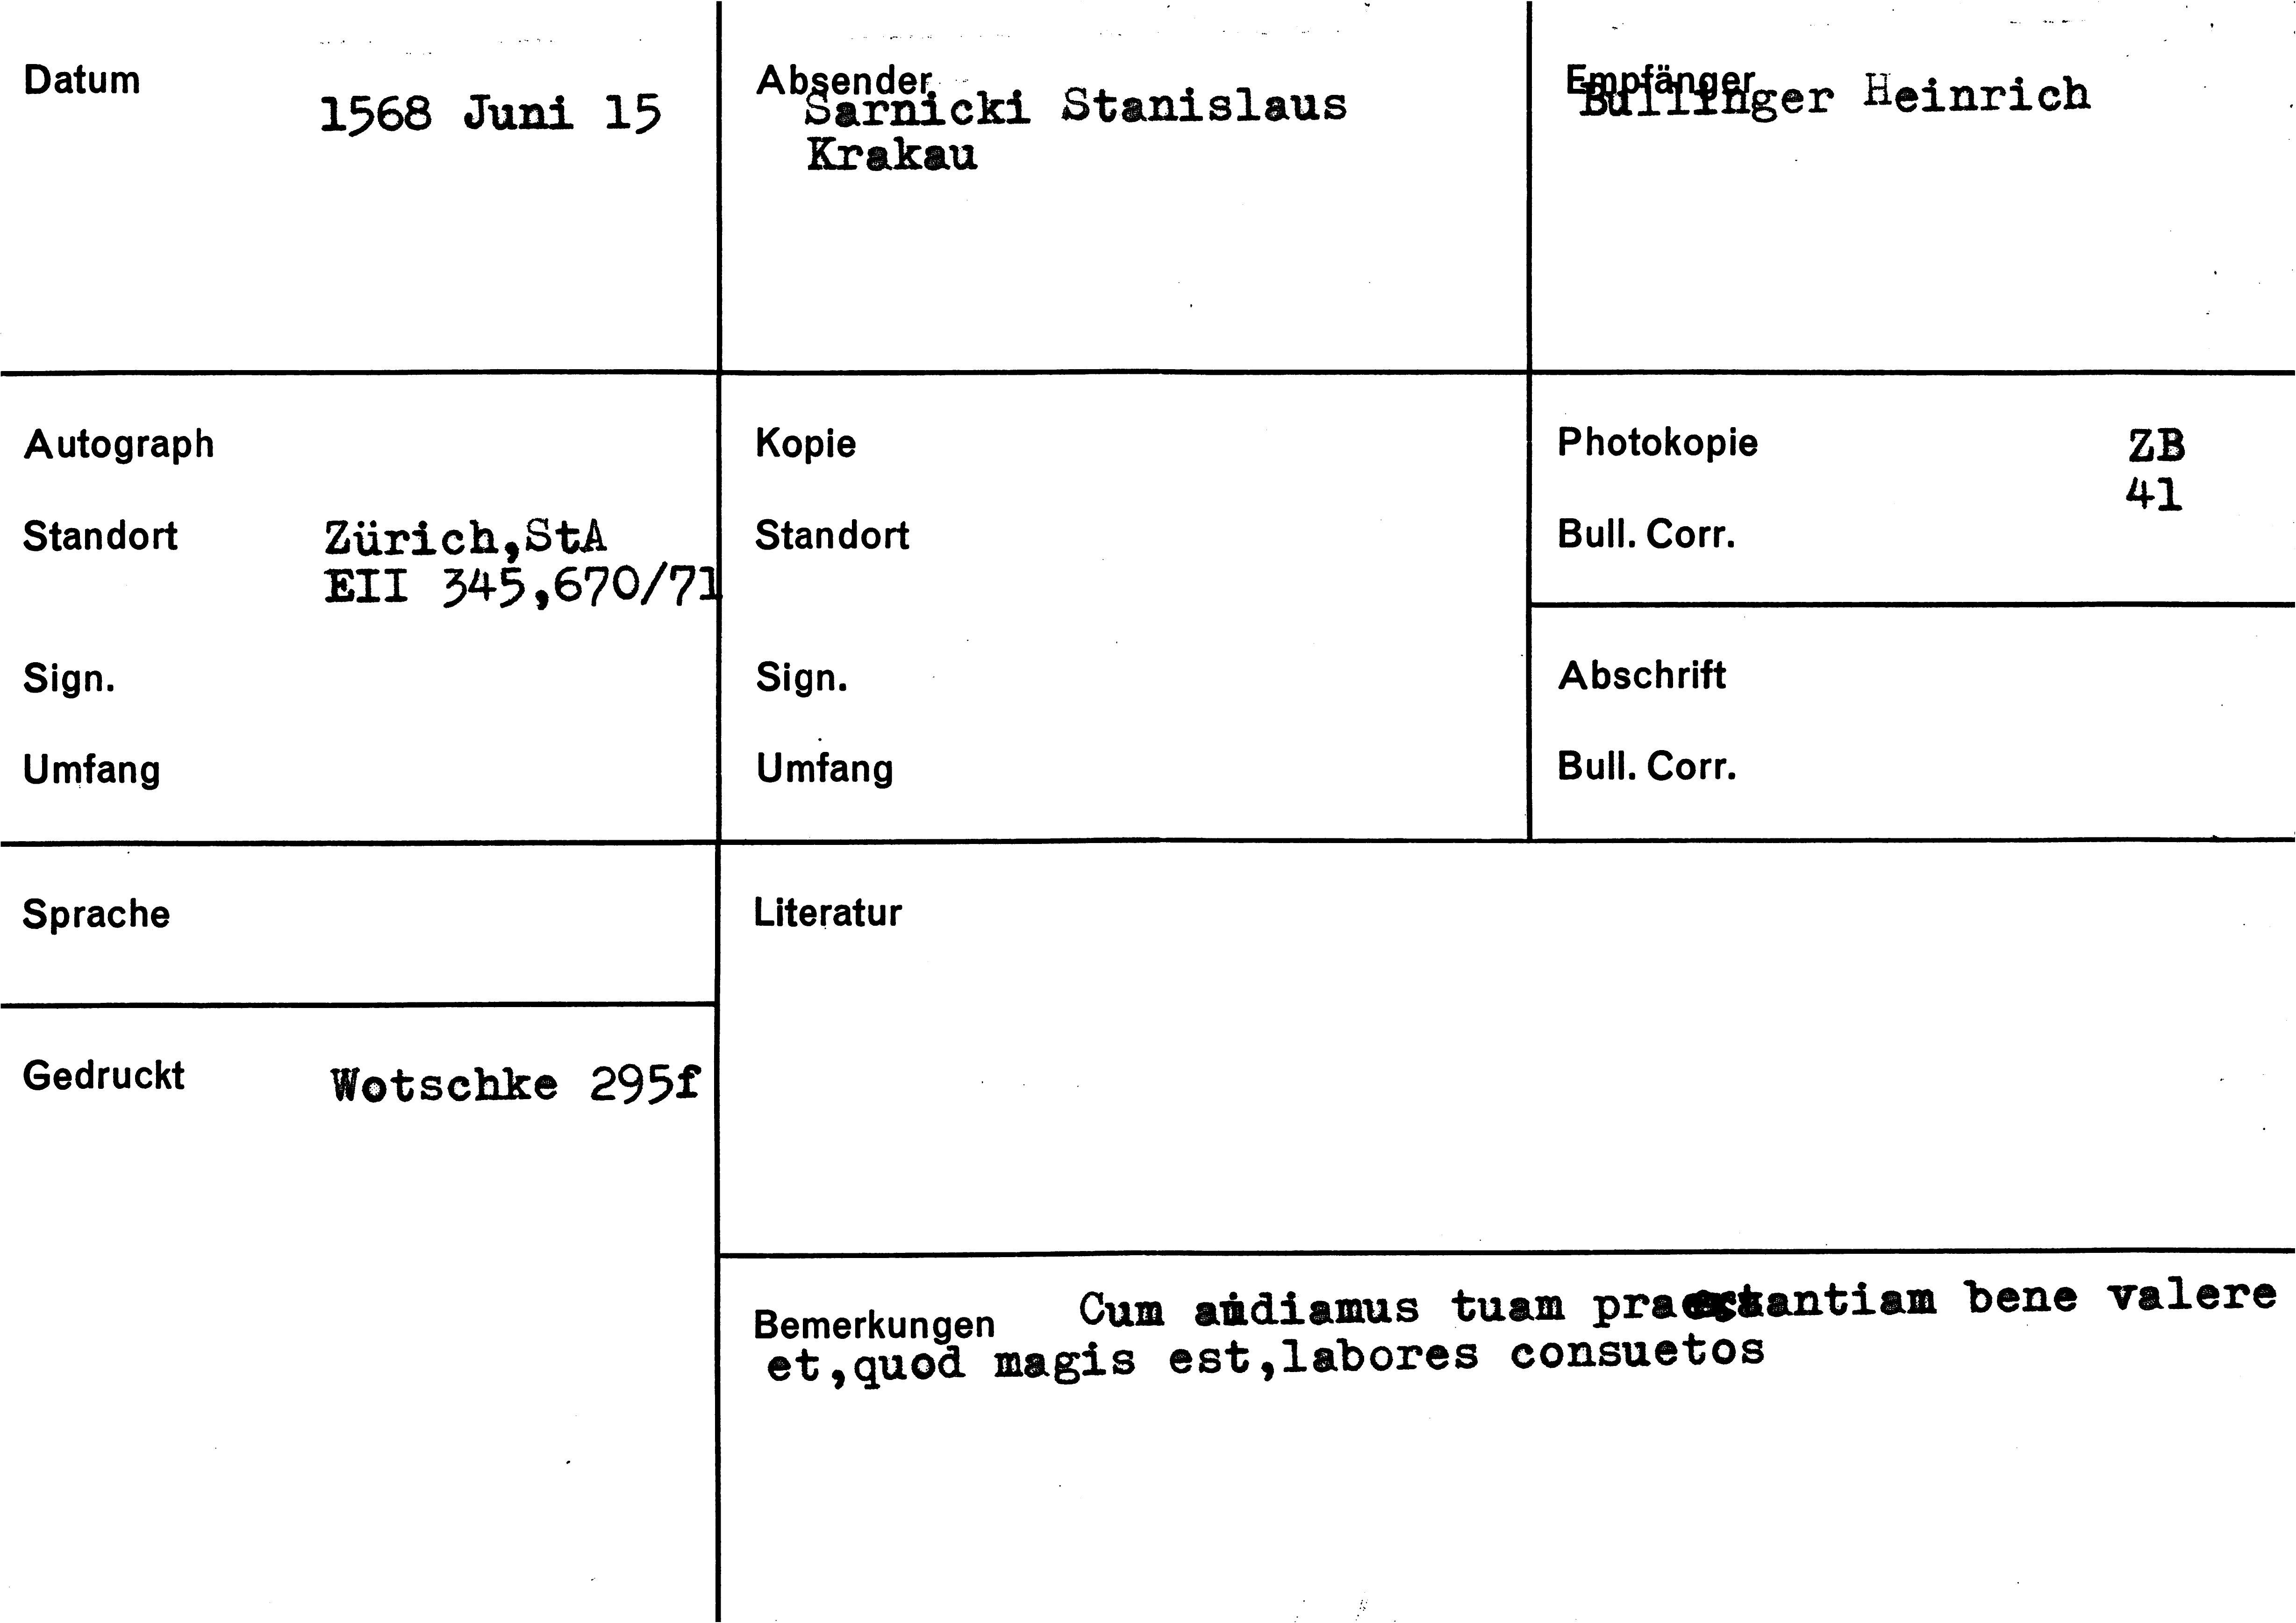 Datum
1568 Juni 15
Absender
Sarnicki Stanislaus
Krakau
Empfänger
Bullinger Heinrich
Autograph
Standort
Zürich,StA
EII 345,670/71
Sign.
Umfang
Kopie
Standort
Sign.
Umfang
Photokopie
ZB
41
Bull. Corr.
Abschrift
Bull. Corr.
Sprache
Gedruckt
Wotschke 295f
Literatur
Bemerkungen
Cum audiamus tuam praestantiam bene valere
et,quod magis est,labores consuetos